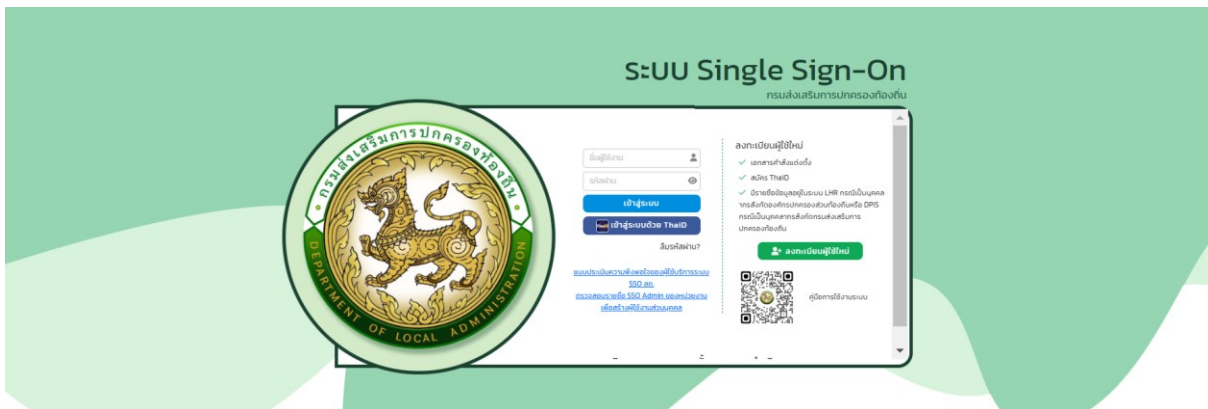 ระบบ Single Sign-On
กรมส่งเสริมการปกครองท้องถิ่น
กรมส่งเสริมการปกครองท้องถิ่น
DEPARTMENT OF LOCAL ADMINISTRATION
ชื่อผู้ใช้งาน
รหัสผ่าน
เข้าสู่ระบบ
เข้าสู่ระบบด้วย ThaID
ลืมรหัสผ่าน?
แบบประเมินความพึงพอใจของผู้ใช้บริการระบบ
SSO สถ.
ตรวจสอบรายชื่อ SSO Admin ของหน่วยงาน
เพื่อสร้างผู้ใช้งานส่วนบุคคล
ลงทะเบียนผู้ใช้ใหม่
เอกสารคำสั่งแต่งตั้ง
สมัคร ThaID
มีรายชื่อข้อมูลอยู่ในระบบ LHR กรณีเป็นบุคคล
ากรสังกัดองค์กรปกครองส่วนท้องถิ่นหรือ DPIS
กรณีเป็นบุคลากรสังกัดกรมส่งเสริมการ
ปกครองท้องถิ่น
ลงทะเบียนผู้ใช้ใหม่
คู่มือการใช้งานระบบ